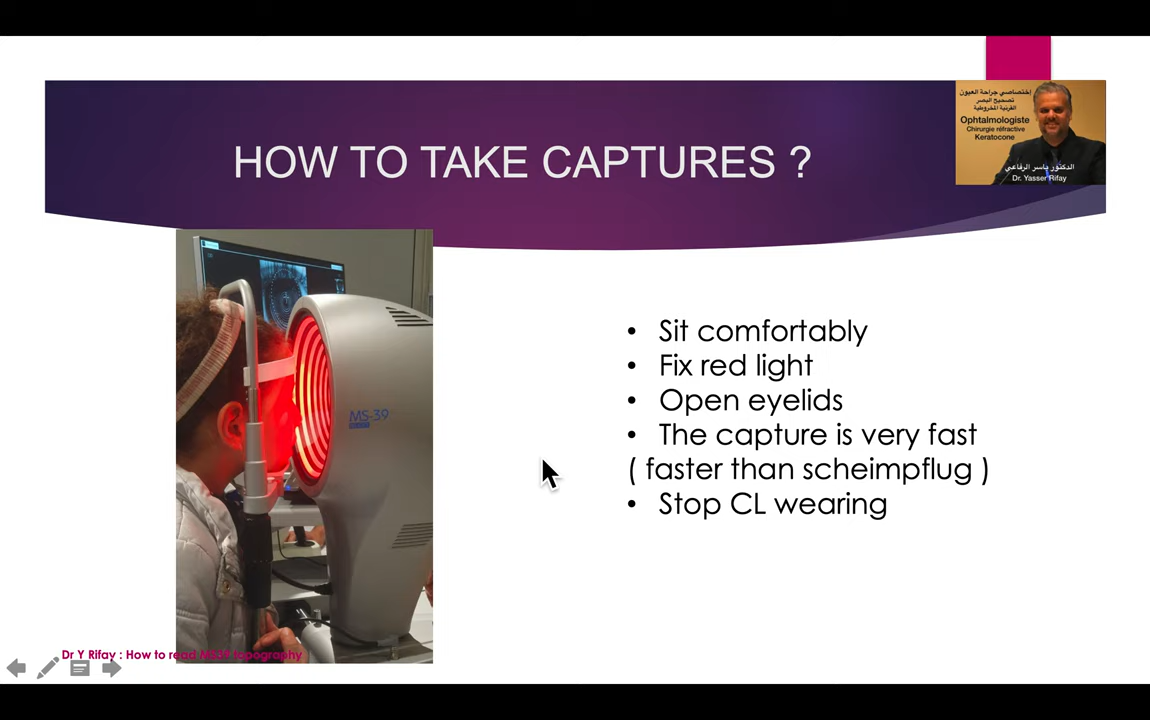 HOW TO TAKE CAPTURES ?
إختصاصي جراحة العيون
تصحيح البصر
القرنية المخروطية
Ophtalmologiste
Chirurgie réfractive
Keratocone
الدكتور ياسر الرفاعي
Dr. Yasser Rifay
MS-39
• Sit comfortably
• Fix red light
• Open eyelids
• The capture is very fast
( faster than scheimpflug )
• Stop CL wearing
Dr Y Rifay : How to read MS39 topography